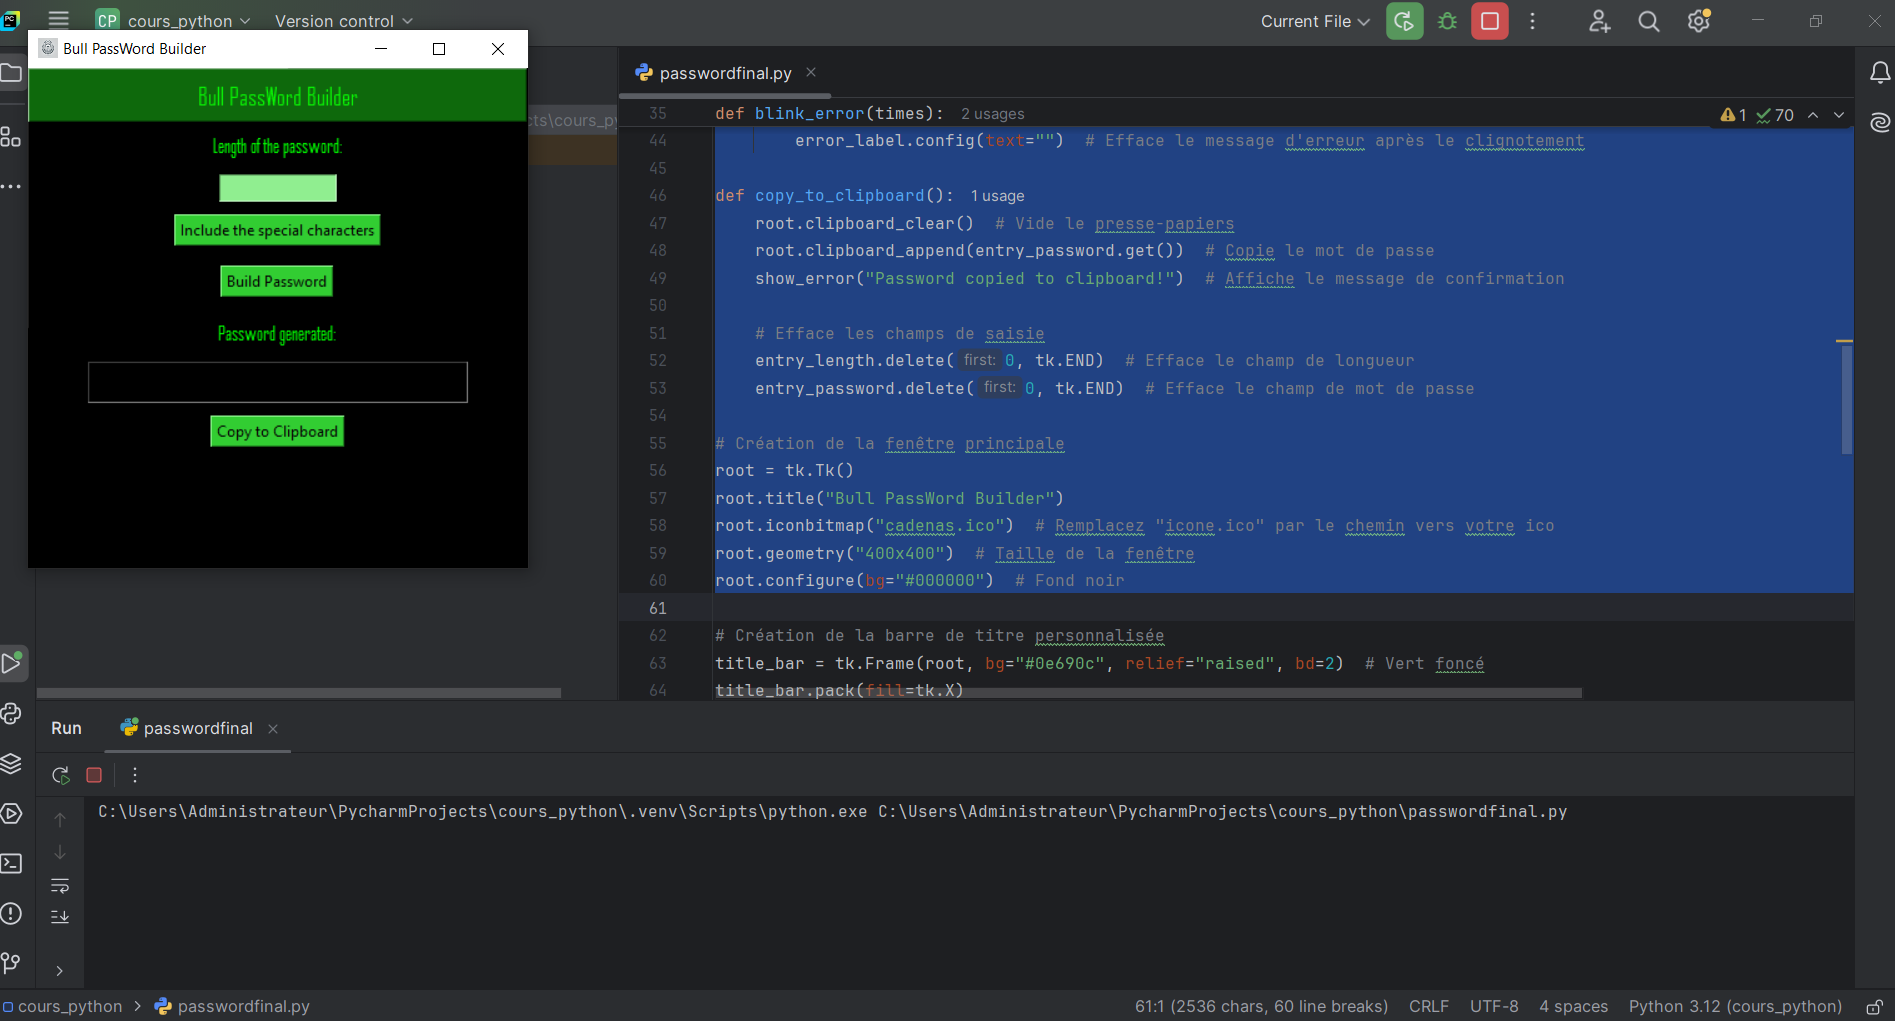 CP cours_python Version control Current File
Bull PassWord Builder
Bull PassWord Builder
Length of the password:
Include the special characters
Build Password
Password generated:
Copy to Clipboard
passwordfinal.py
35 def blink_error(times): 2 usages
1 70
44 error_label.config(text="") # Efface le message d'erreur après le clignotement
45
46 def copy_to_clipboard(): 1 usage
47 root.clipboard_clear() # Vide le presse-papiers
48 root.clipboard_append(entry_password.get()) # Copie le mot de passe
49 show_error("Password copied to clipboard!") # Affiche le message de confirmation
50
51 # Efface les champs de saisie
52 entry_length.delete( first: 0, tk.END) # Efface le champ de longueur
53 entry_password.delete( first: 0, tk.END) # Efface le champ de mot de passe
54
55 # Création de la fenêtre principale
56 root = tk.Tk()
57 root.title("Bull PassWord Builder")
58 root.iconbitmap("cadenas.ico") # Remplacez "icone.ico" par le chemin vers votre ico
59 root.geometry("400x400") # Taille de la fenêtre
60 root.configure(bg="#000000") # Fond noir
61
62 # Création de la barre de titre personnalisée
63 title_bar = tk.Frame(root, bg="#0e690c", relief="raised", bd=2) # Vert foncé
64 title_bar.pack(fill=tk.X)
Run passwordfinal
C:\Users\Administrateur\PycharmProjects\cours_python\.venv\Scripts\python.exe C:\Users\Administrateur\PycharmProjects\cours_python\passwordfinal.py
cours_python > passwordfinal.py
61:1 (2536 chars, 60 line breaks) CRLF UTF-8 4 spaces Python 3.12 (cours_python)